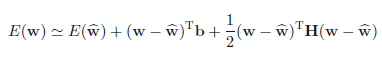 E(w) ≃ E(ŵ) + (w − ŵ)ᵀb + ½(w − ŵ)ᵀH(w − ŵ)